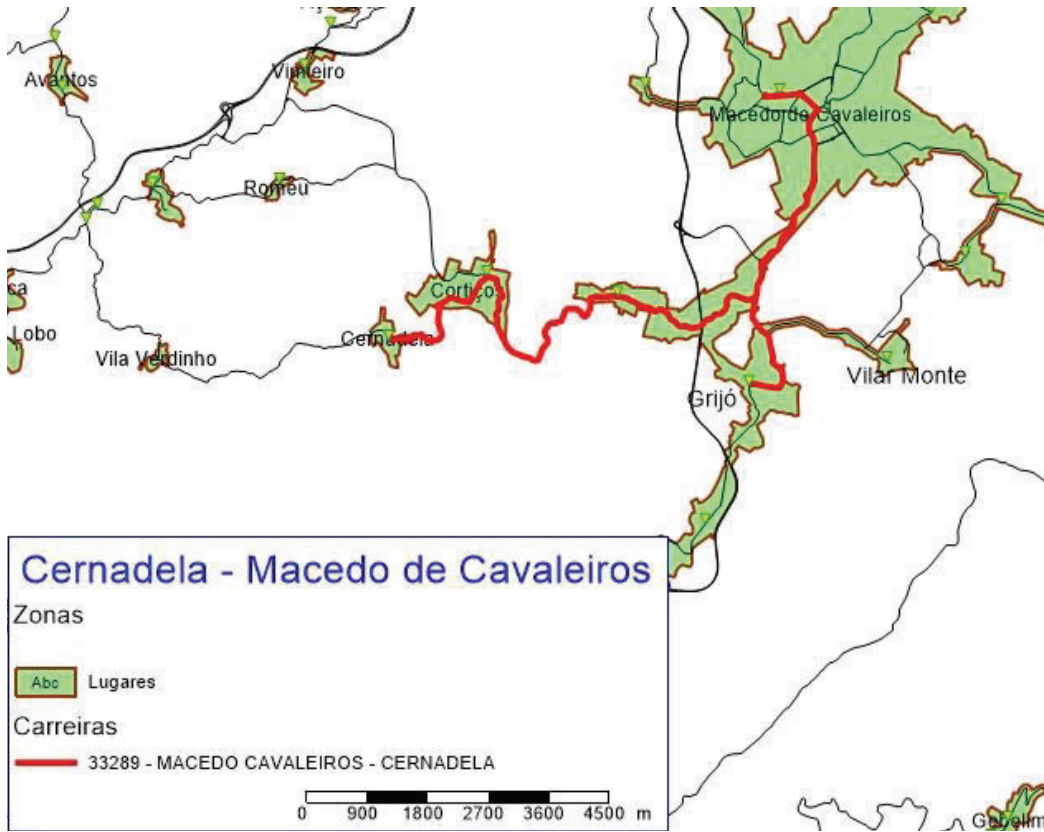 Avantos
Vimieiro
Macedo de Cavaleiros
Romeu
Cortiços
Lobo
Cernadela
Vila Verdinho
Vilar Monte
Grijó
Cernadela - Macedo de Cavaleiros
Zonas
Abc Lugares
Carreiras
33289 - MACEDO CAVALEIROS - CERNADELA
0 900 1800 2700 3600 4500 m